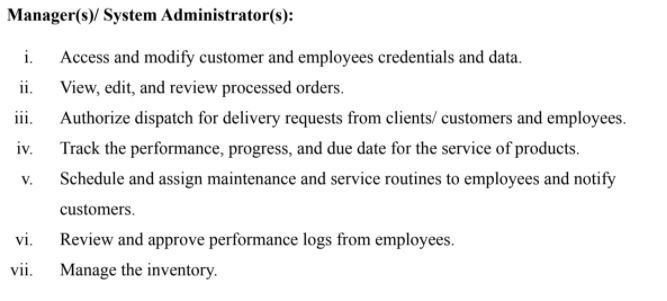 Manager(s)/ System Administrator(s):
i. Access and modify customer and employees credentials and data.
ii. View, edit, and review processed orders.
iii. Authorize dispatch for delivery requests from clients/ customers and employees.
iv. Track the performance, progress, and due date for the service of products.
v. Schedule and assign maintenance and service routines to employees and notify
customers.
vi. Review and approve performance logs from employees.
vii. Manage the inventory.